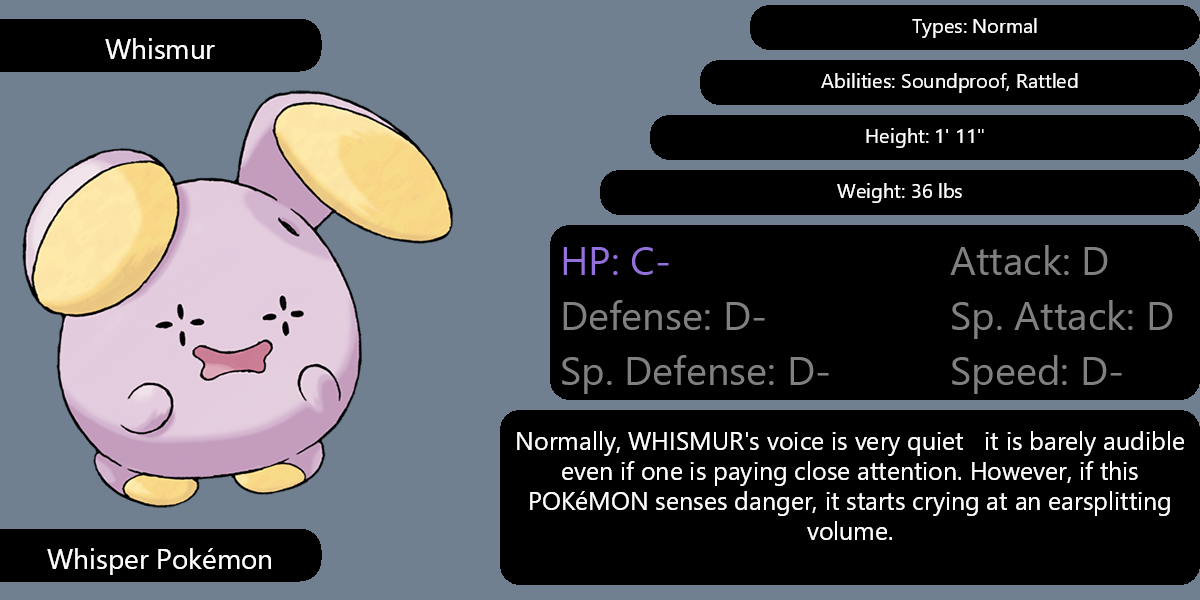 Whismur
Types: Normal
Abilities: Soundproof, Rattled
Height: 1' 11"
Weight: 36 lbs
HP: C-
Attack: D
Defense: D-
Sp. Attack: D
Sp. Defense: D-
Speed: D-
Normally, WHISMUR's voice is very quiet   it is barely audible
even if one is paying close attention. However, if this
POKéMON senses danger, it starts crying at an earsplitting
volume.
Whisper Pokémon